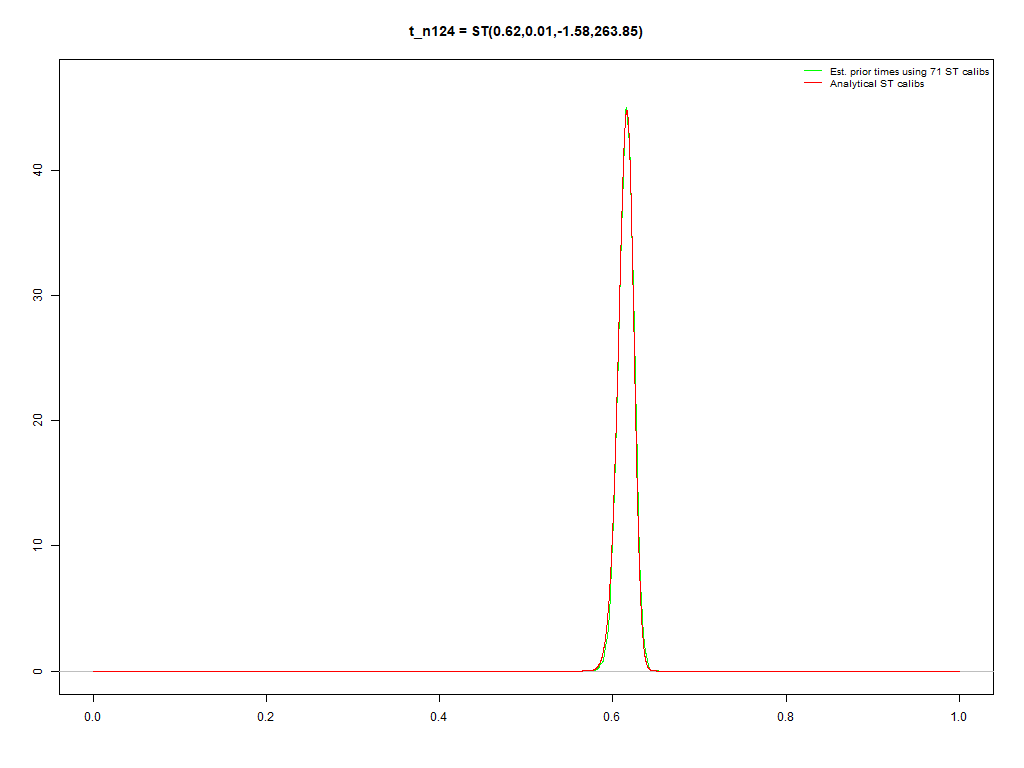 t_n124 = ST(0.62,0.01,-1.58,263.85)
Est. prior times using 71 ST calibs
Analytical ST calibs
40
30
20
10
0
0.0 0.2 0.4 0.6 0.8 1.0